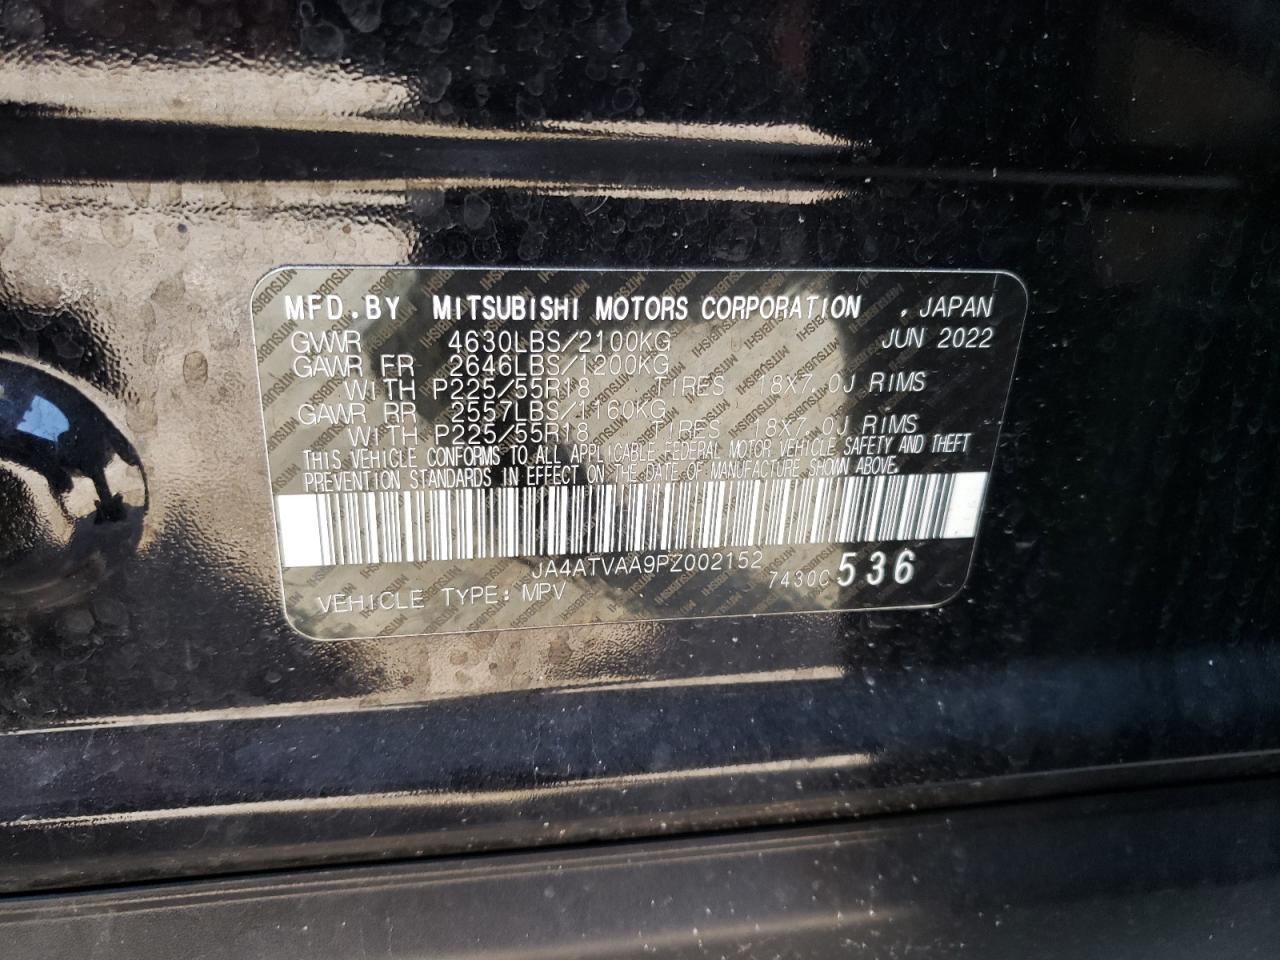 MFD.BY MITSUBISHI MOTORS CORPORATION , JAPAN
GVWR 4630LBS/2100KG JUN 2022
GAWR FR 2646LBS/1200KG
WITH P225/55R18 TIRES 18X7.0J RIMS
GAWR RR 2557LBS/1160KG
WITH P225/55R18 TIRES 18X7.0J RIMS
THIS VEHICLE CONFORMS TO ALL APPLICABLE FEDERAL MOTOR VEHICLE SAFETY AND THEFT
PREVENTION STANDARDS IN EFFECT ON THE DATE OF MANUFACTURE SHOWN ABOVE.
JA4ATVAA9PZ002152
VEHICLE TYPE: MPV 7430C 536